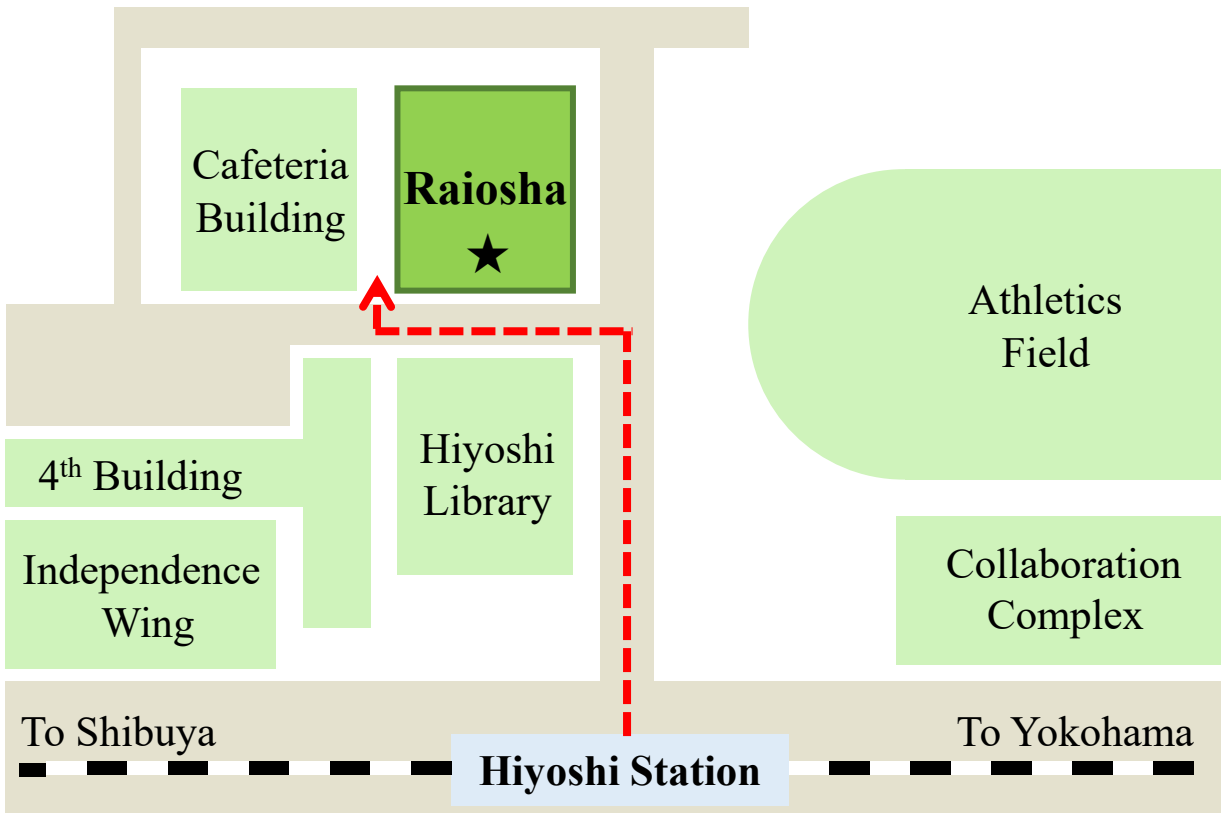 Cafeteria
Building
Raiosha
★
Athletics
Field
Hiyoshi
Library
4th Building
Independence
Wing
Collaboration
Complex
To Shibuya
To Yokohama
Hiyoshi Station